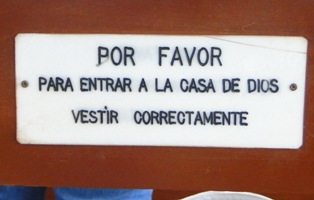 POR FAVOR
PARA ENTRAR A LA CASA DE DIOS
VESTIR CORRECTAMENTE